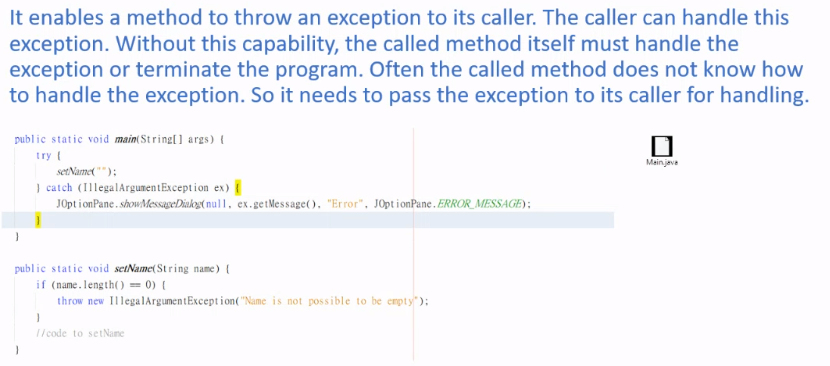 It enables a method to throw an exception to its caller. The caller can handle this
exception. Without this capability, the called method itself must handle the
exception or terminate the program. Often the called method does not know how
to handle the exception. So it needs to pass the exception to its caller for handling.
public static void main(String[] args) {
try {
setName("");
} catch (IllegalArgumentException ex) {
JOptionPane.showMessageDialog(null, ex.getMessage(), "Error", JOptionPane.ERROR_MESSAGE);
}
}
public static void setName(String name) {
if (name.length() == 0) {
throw new IllegalArgumentException("Name is not possible to be empty");
}
//code to setName
}
Main.java